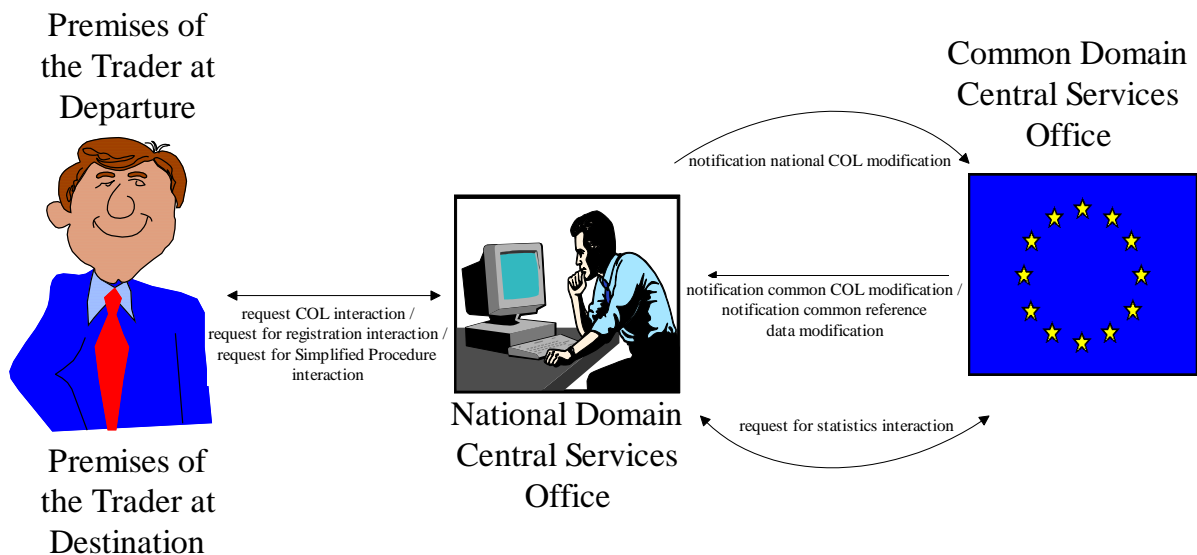 Premises of
the Trader at
Departure
request COL interaction /
request for registration interaction /
request for Simplified Procedure
interaction
Premises of
the Trader at
Destination
National Domain
Central Services
Office
notification national COL modification
notification common COL modification /
notification common reference
data modification
request for statistics interaction
Common Domain
Central Services
Office